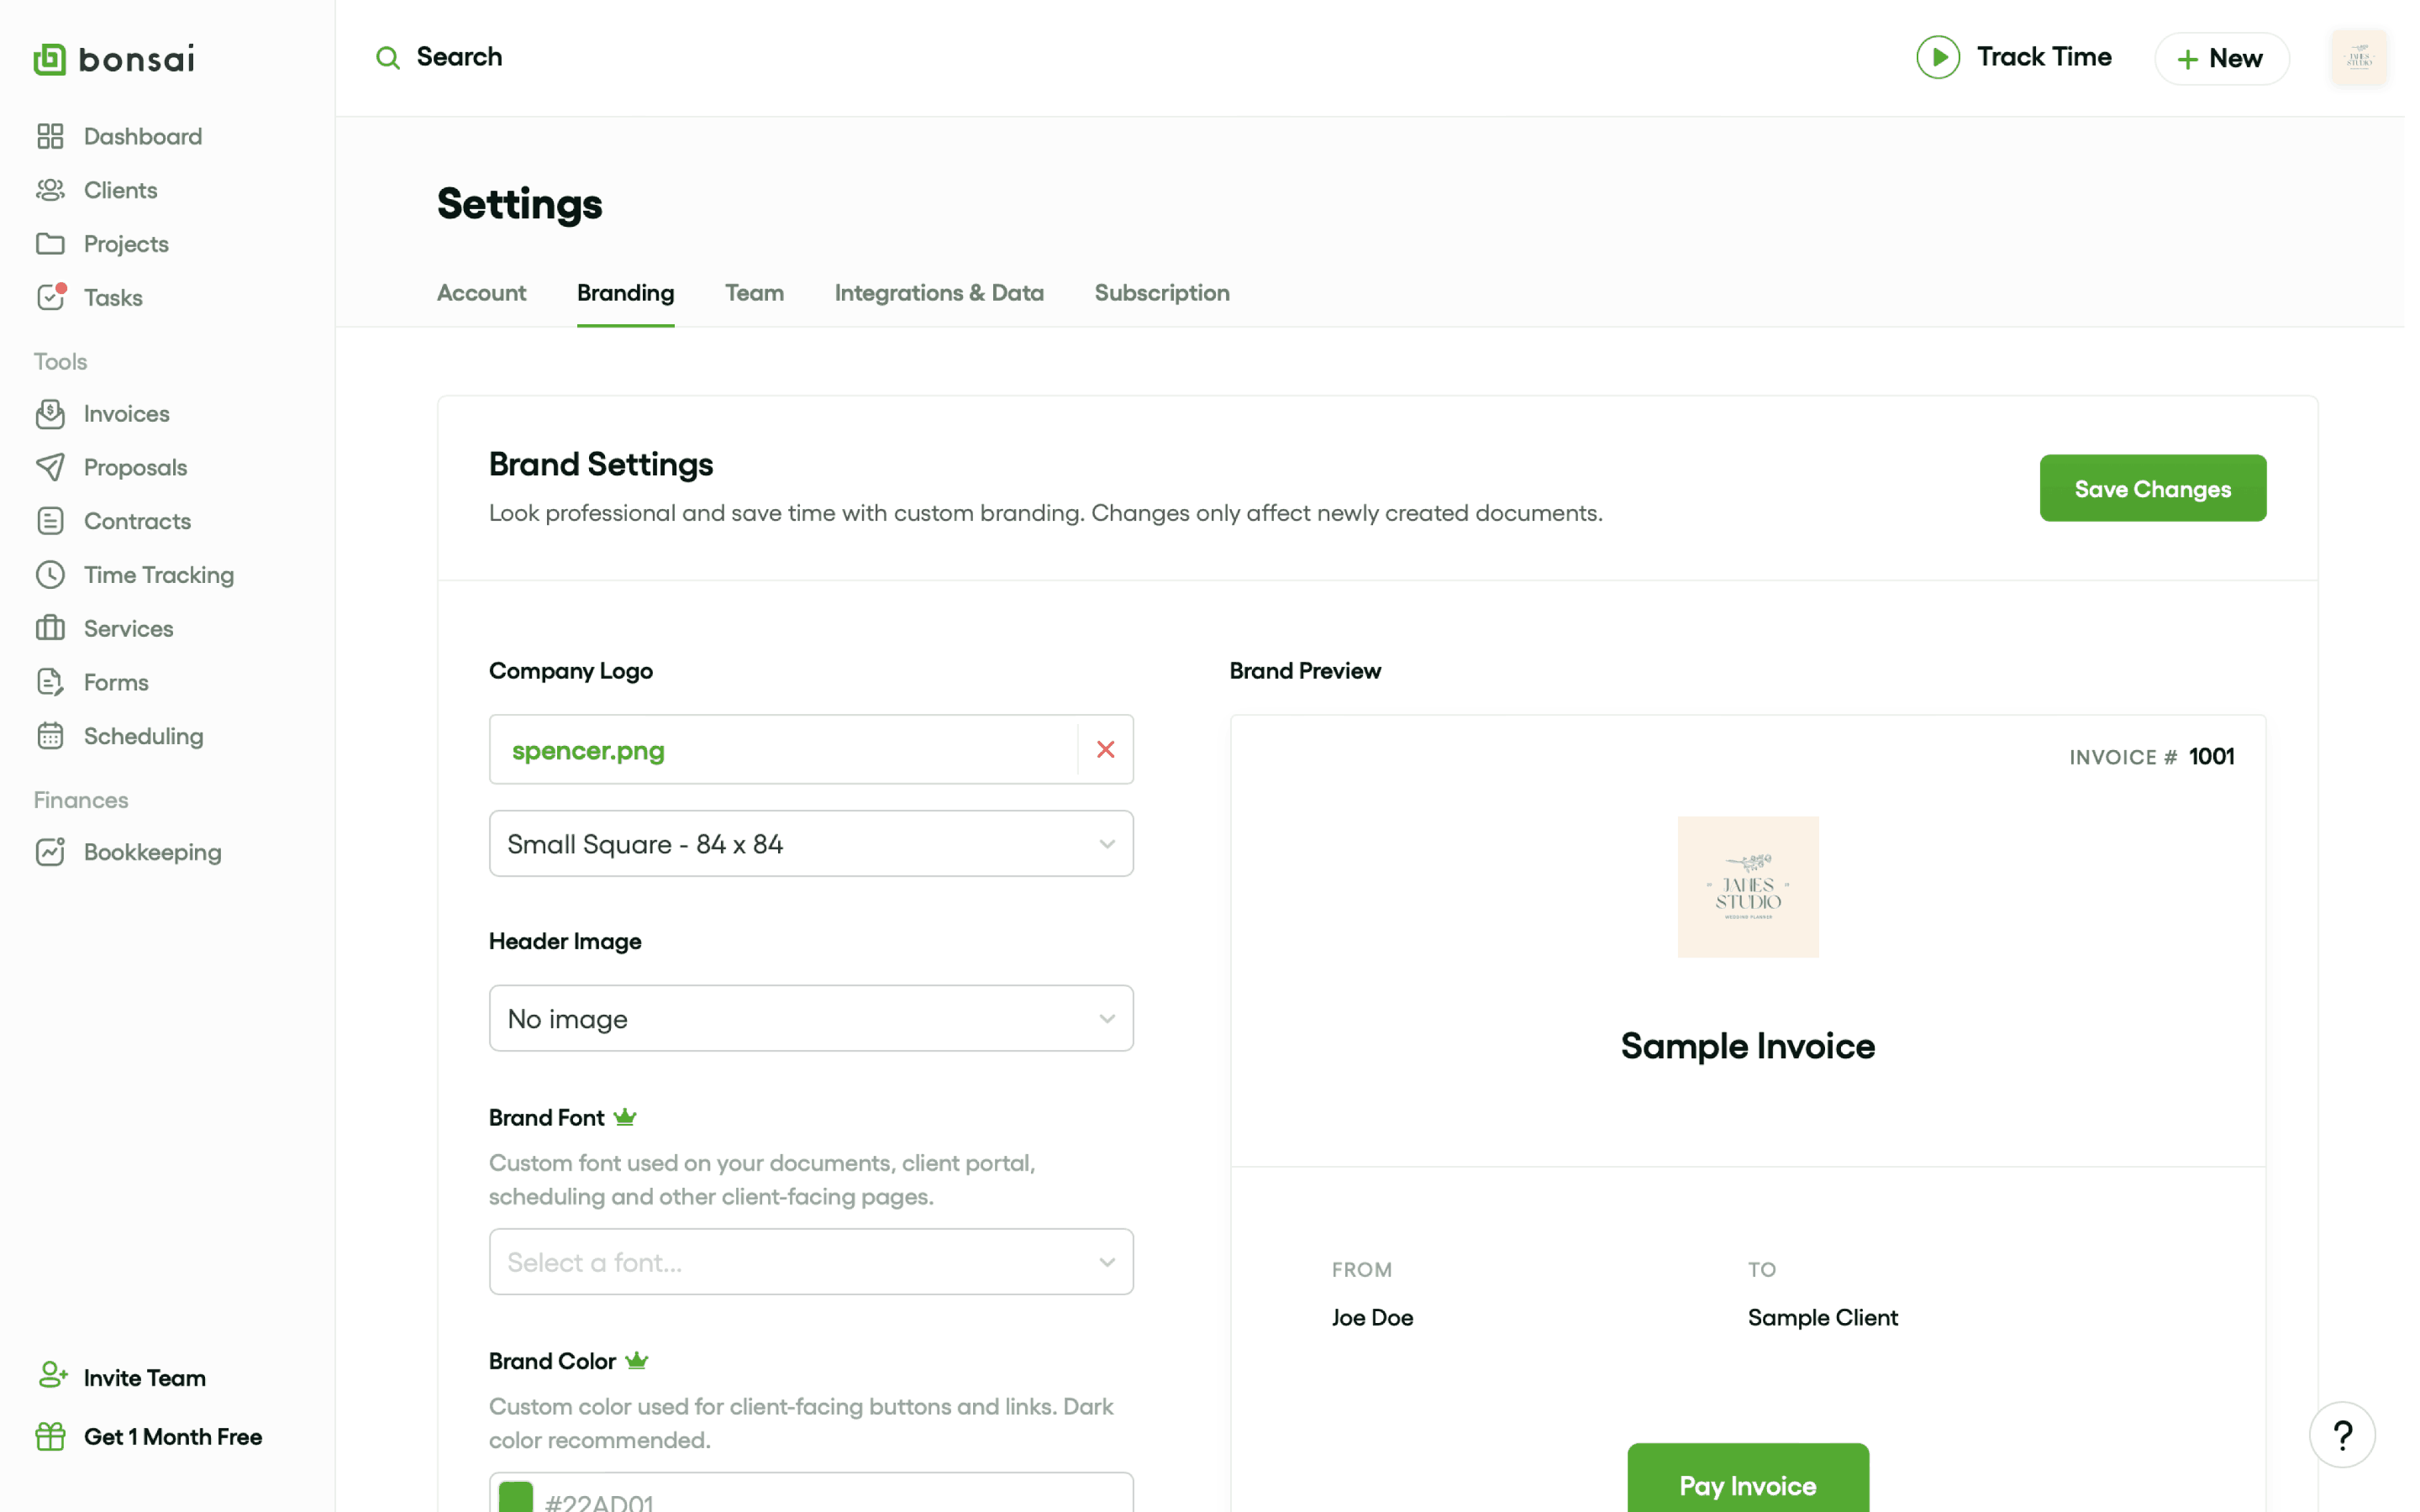 bonsai
Search
Track Time
New
JAMES
STUDIO
Dashboard
Clients
Projects
Tasks
Tools
Invoices
Proposals
Contracts
Time Tracking
Services
Forms
Scheduling
Finances
Bookkeeping
Invite Team
Get 1 Month Free
Settings
Account
Branding
Team
Integrations & Data
Subscription
Brand Settings
Look professional and save time with custom branding. Changes only affect newly created documents.
Save Changes
Company Logo
spencer.png
Small Square - 84 x 84
Header Image
No image
Brand Font
Custom font used on your documents, client portal,
scheduling and other client-facing pages.
Select a font...
Brand Color
Custom color used for client-facing buttons and links. Dark
color recommended.
#22AD01
Brand Preview
INVOICE # 1001
JAMES
STUDIO
WEDDING PLANNER
Sample Invoice
FROM
Joe Doe
TO
Sample Client
Pay Invoice
?